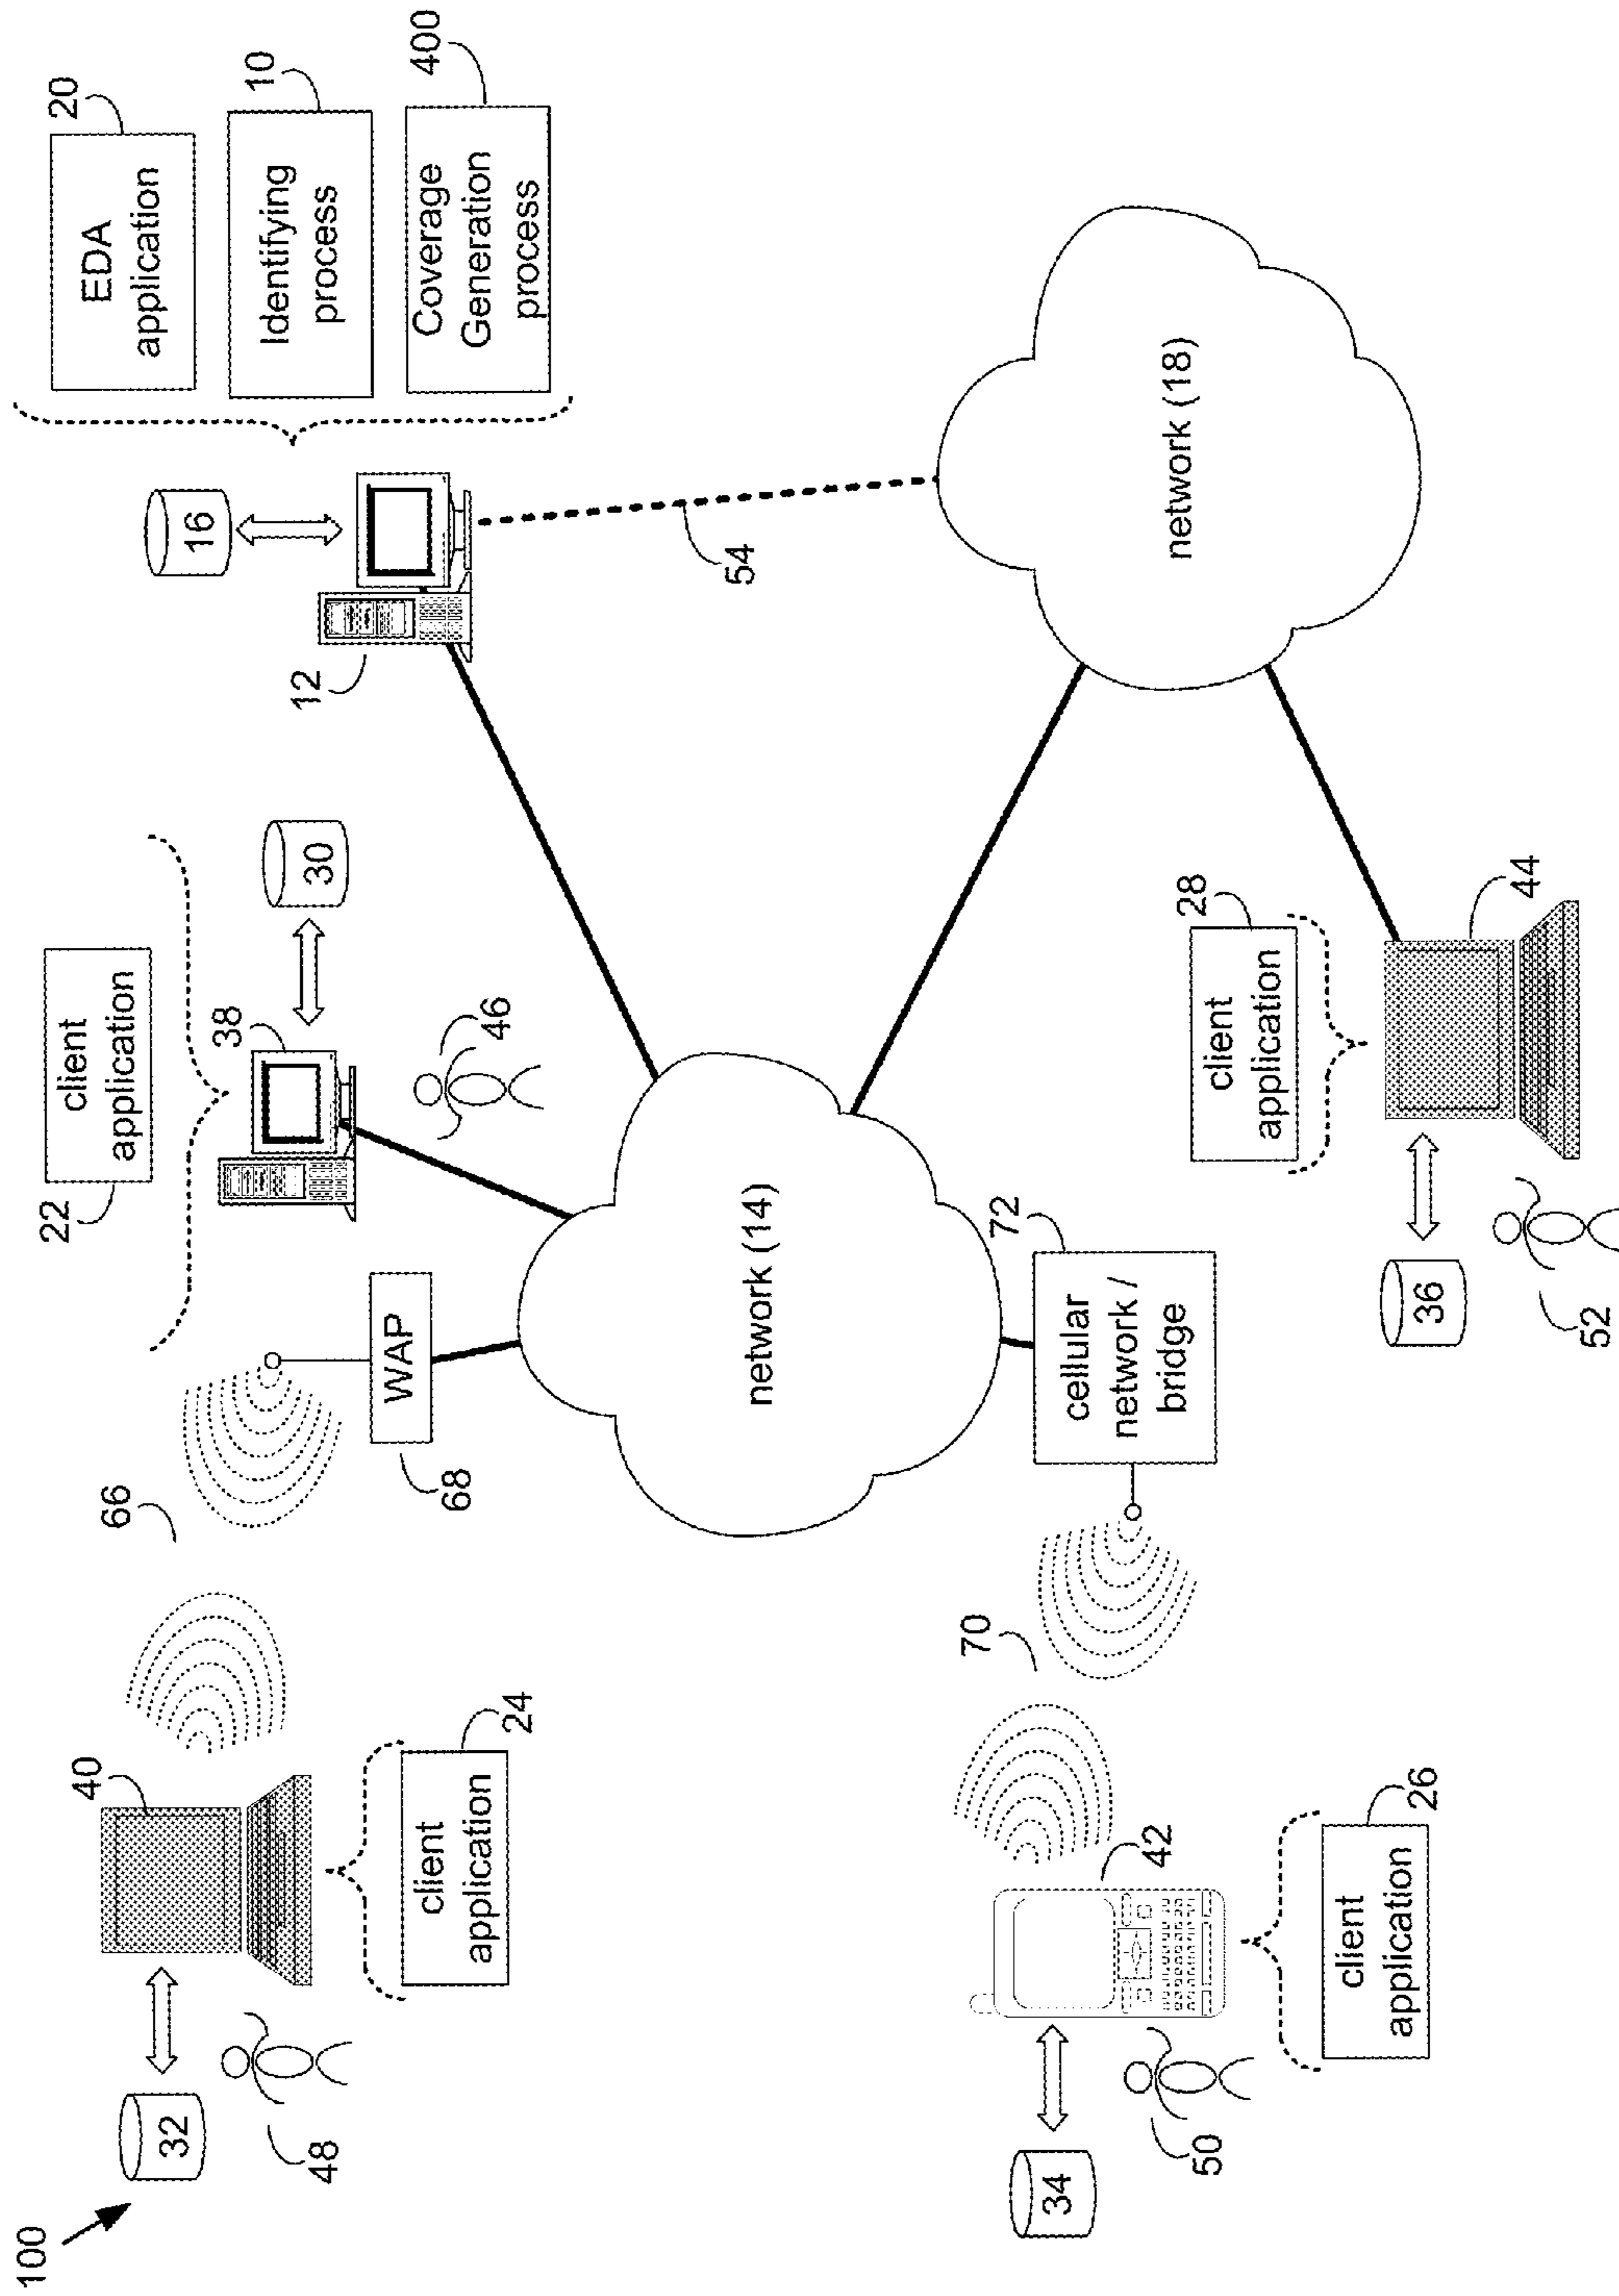 100
32
40
48
client
application
24
66
WAP
68
client
application
22
38
30
46
16
12
EDA
application
20
Identifying
process
10
Coverage
Generation
process
400
54
network (14)
network (18)
34
42
50
client
application
26
70
cellular
network /
bridge
72
client
application
28
44
36
52